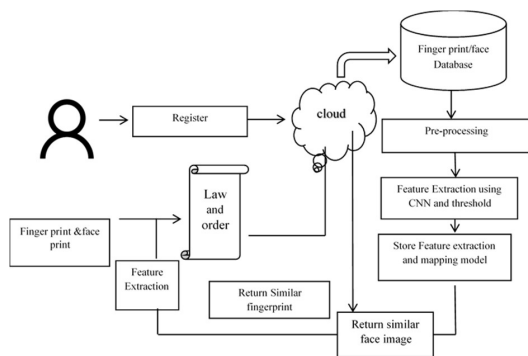 Finger print/face
Database
cloud
Register
Pre-processing
Law
and
order
Feature Extraction using
CNN and threshold
Finger print &face
print
Store Feature extraction
and mapping model
Feature
Extraction
Return Similar
fingerprint
Return similar
face image